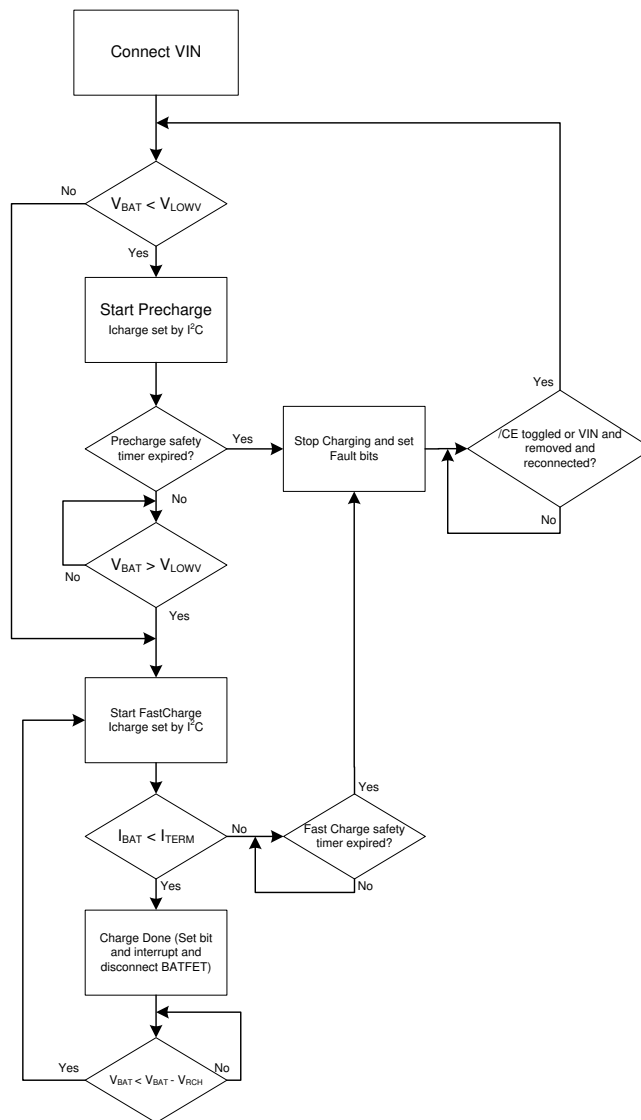 Connect VIN
No
VBAT < VLOWV
Yes
Start Precharge
Icharge set by I2C
Yes
Precharge safety
timer expired?
Yes
Stop Charging and set
Fault bits
/CE toggled or VIN and
removed and
reconnected?
No
No
VBAT > VLOWV
No
Yes
Start FastCharge
Icharge set by I2C
Yes
IBAT < ITERM
No
Fast Charge safety
timer expired?
Yes
No
Charge Done (Set bit
and interrupt and
disconnect BATFET)
Yes
VBAT < VBAT - VRCH
No